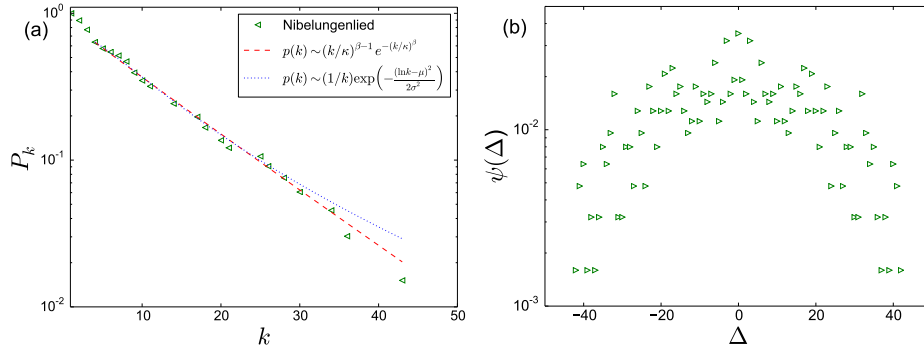 (a)
Nibelungenlied
p(k) ∼ (k/κ)^{β−1} e^{−(k/κ)^β}
p(k) ∼ (1/k) exp(−(ln k−μ)²/2σ²)
10^0
10^{-1}
10^{-2}
P_k
10 20 30 40 50
k
(b)
10^{-2}
10^{-3}
ψ(Δ)
−40 −20 0 20 40
Δ